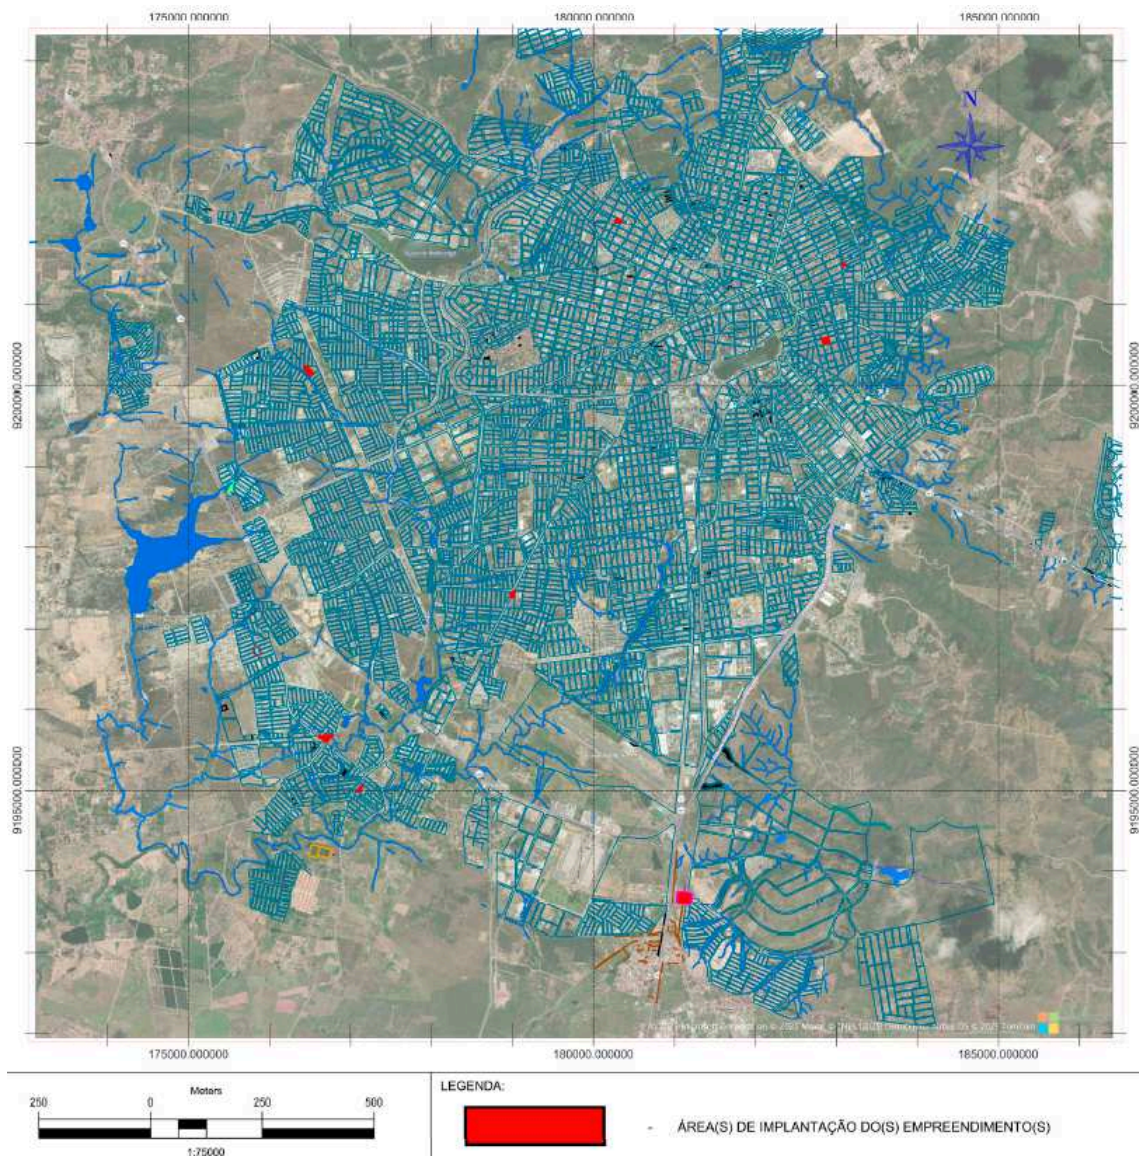 175000.000000 180000.000000 185000.000000
N
9200000.000000 9200000.000000
9195000.000000 9195000.000000
175000.000000 180000.000000 185000.000000
Meters
250 0 250 500
1:75000
LEGENDA:
- ÁREA(S) DE IMPLANTAÇÃO DO(S) EMPREENDIMENTO(S)